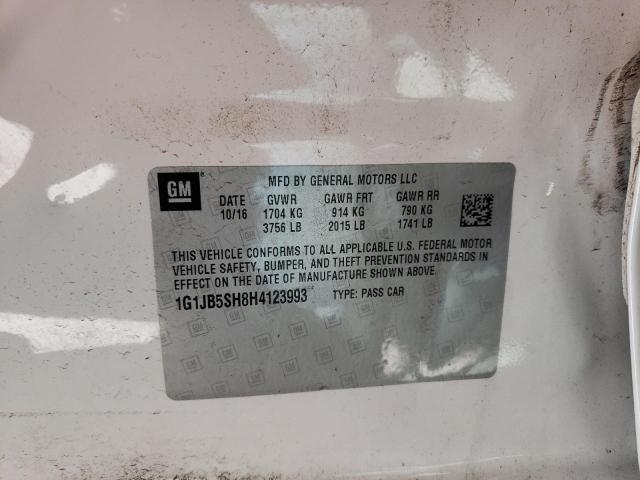 MFD BY GENERAL MOTORS LLC
GM
DATE GVWR GAWR FRT GAWR RR
10/16 1704 KG 914 KG 790 KG
3756 LB 2015 LB 1741 LB
THIS VEHICLE CONFORMS TO ALL APPLICABLE U.S. FEDERAL MOTOR
VEHICLE SAFETY, BUMPER, AND THEFT PREVENTION STANDARDS IN
EFFECT ON THE DATE OF MANUFACTURE SHOWN ABOVE.
1G1JB5SH8H4123993 TYPE: PASS CAR